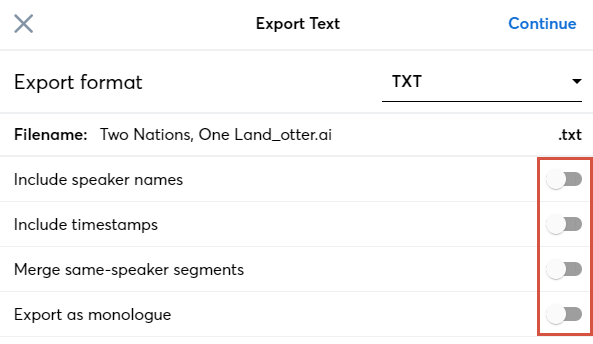 Export Text Continue
Export format TXT
Filename: Two Nations, One Land_otter.ai .txt
Include speaker names
Include timestamps
Merge same-speaker segments
Export as monologue